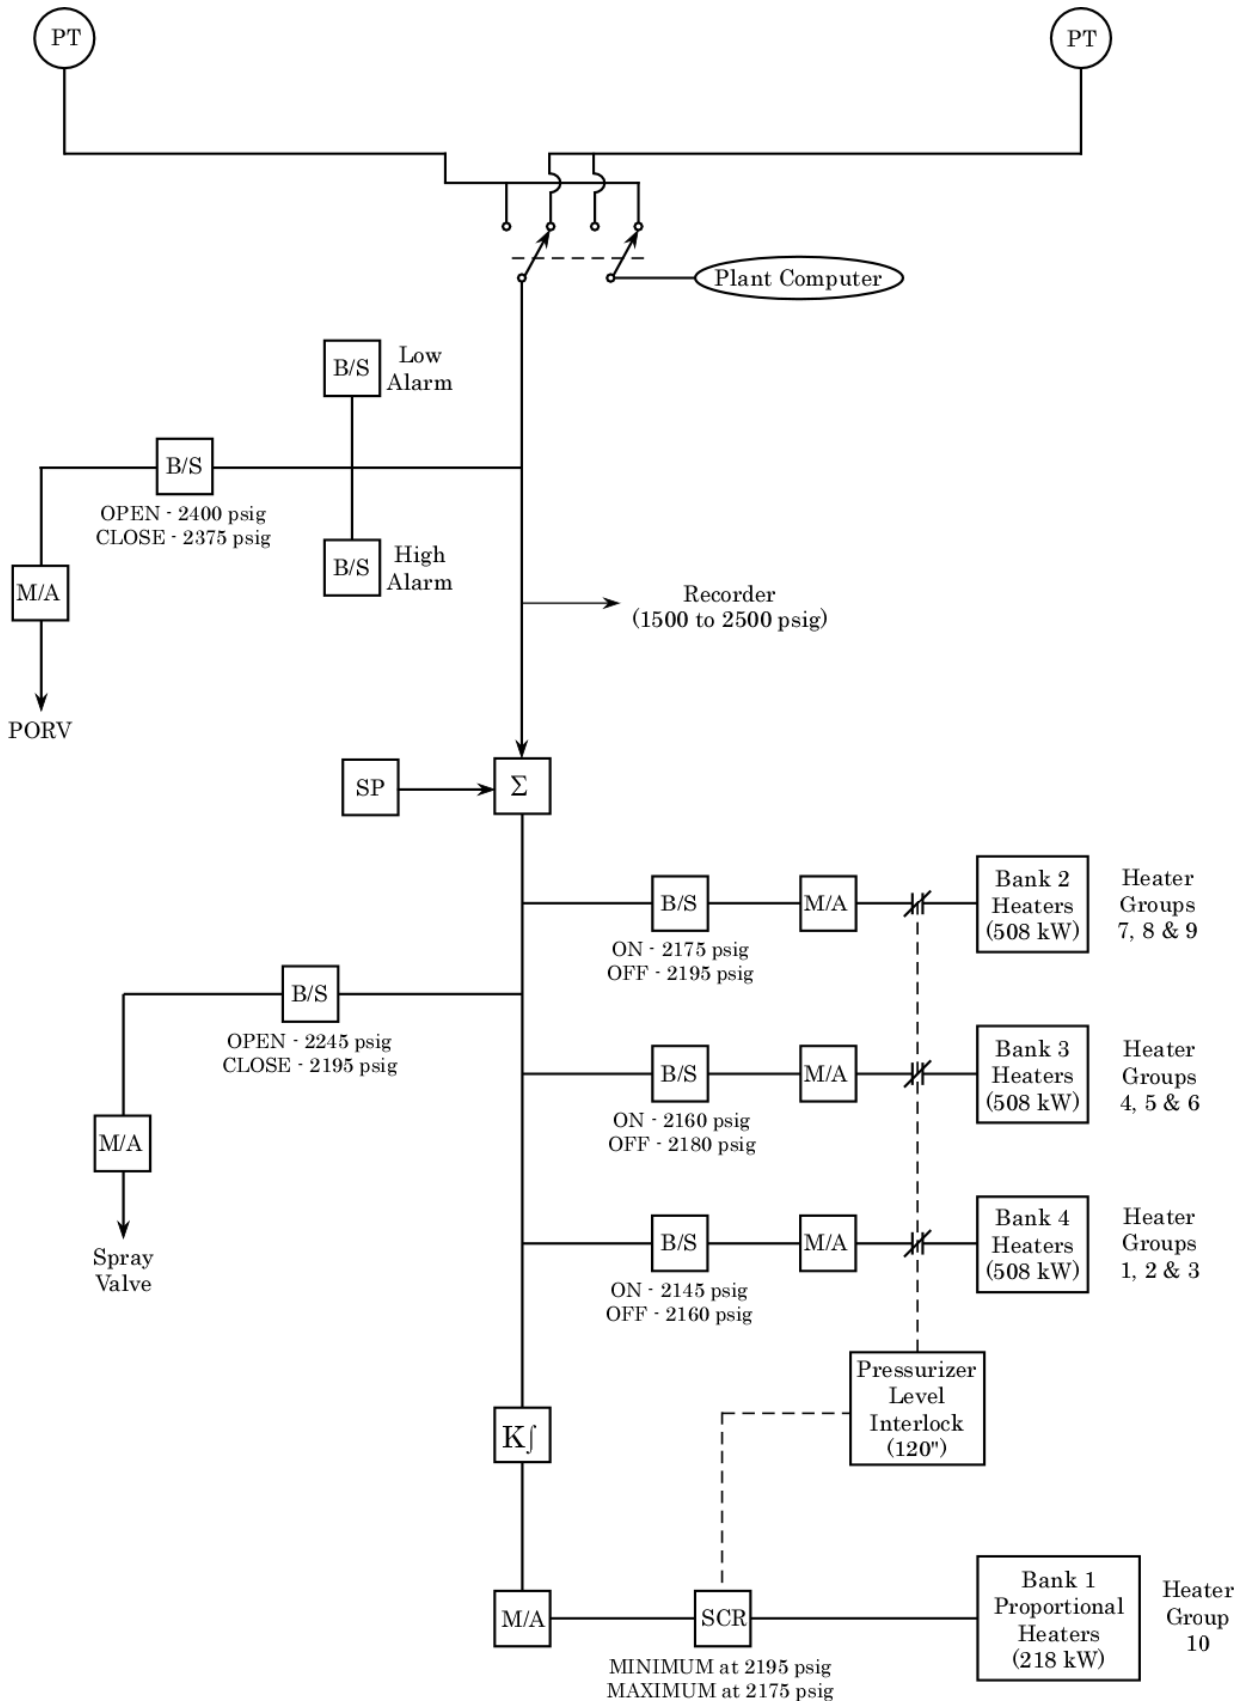 PT
PT
Plant Computer
B/S
Low
Alarm
B/S
OPEN - 2400 psig
CLOSE - 2375 psig
B/S
High
Alarm
M/A
Recorder
(1500 to 2500 psig)
PORV
SP
Σ
B/S
M/A
Bank 2
Heaters
(508 kW)
Heater
Groups
7, 8 & 9
ON - 2175 psig
OFF - 2195 psig
B/S
OPEN - 2245 psig
CLOSE - 2195 psig
B/S
M/A
Bank 3
Heaters
(508 kW)
Heater
Groups
4, 5 & 6
ON - 2160 psig
OFF - 2180 psig
M/A
Spray
Valve
B/S
M/A
Bank 4
Heaters
(508 kW)
Heater
Groups
1, 2 & 3
ON - 2145 psig
OFF - 2160 psig
Pressurizer
Level
Interlock
(120")
K∫
M/A
SCR
MINIMUM at 2195 psig
MAXIMUM at 2175 psig
Bank 1
Proportional
Heaters
(218 kW)
Heater
Group
10